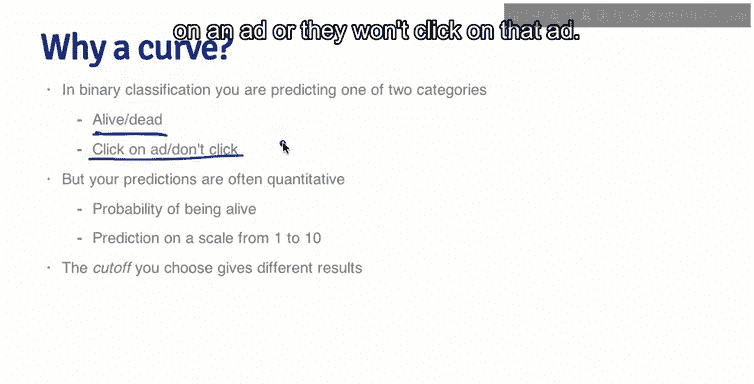 on an ad or they won't click on that ad.
Why a curve?
· In binary classification you are predicting one of two categories
- Alive/dead
- Click on ad/don't click
· But your predictions are often quantitative
- Probability of being alive
- Prediction on a scale from 1 to 10
· The cutoff you choose gives different results